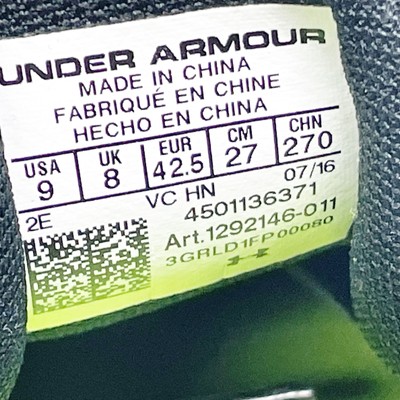 UNDER ARMOUR
MADE IN CHINA
FABRIQUÉ EN CHINE
HECHO EN CHINA
USA UK EUR CM CHN
9 8 42.5 27 270
2E VC HN 07/16
4501136371
Art.1292146-011
3GRLD1FP00080